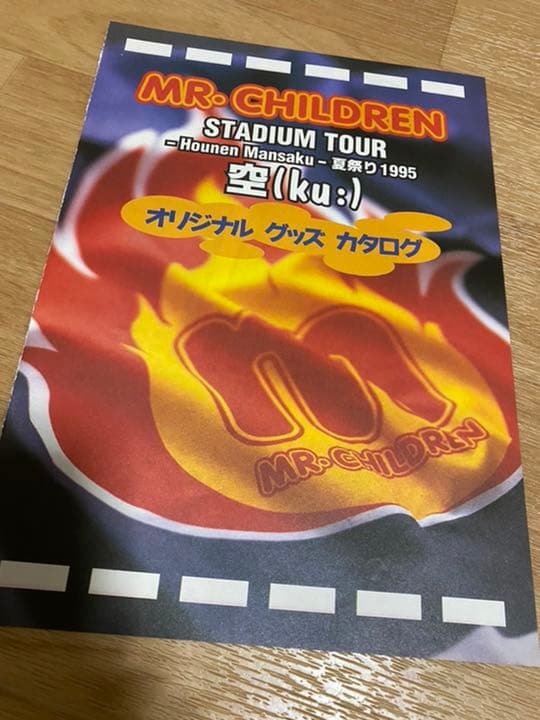 MR. CHILDREN
STADIUM TOUR
– Hounen Mansaku – 夏祭り1995
空(ku:)
オリジナル グッズ カタログ
m
MR. CHILDREN